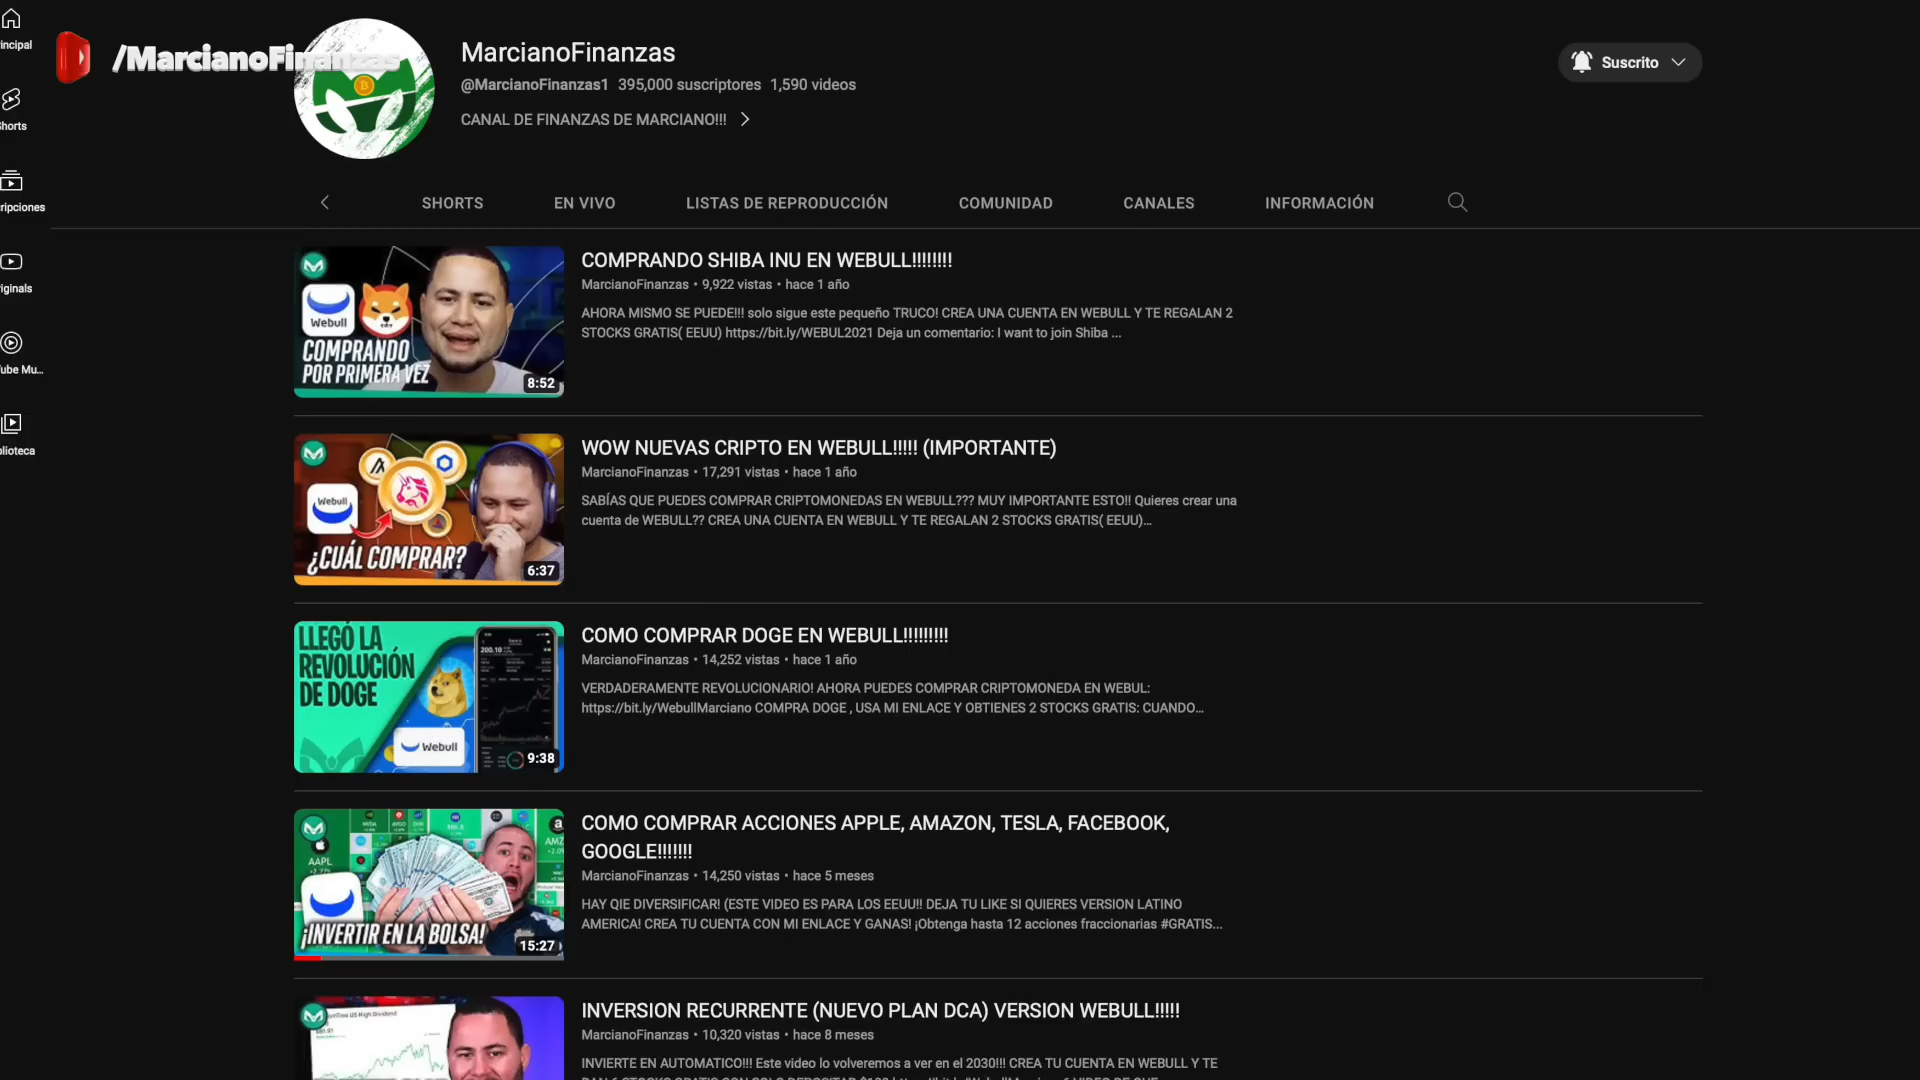 incipal
Shorts
ripciones
iginals
ube Mu...
lioteca
/MarcianoFinanzas
MarcianoFinanzas
@MarcianoFinanzas1 395,000 suscriptores 1,590 videos
CANAL DE FINANZAS DE MARCIANO!!!
Suscrito
SHORTS
EN VIVO
LISTAS DE REPRODUCCIÓN
COMUNIDAD
CANALES
INFORMACIÓN
Webull
COMPRANDO
POR PRIMERA VEZ
8:52
COMPRANDO SHIBA INU EN WEBULL!!!!!!!!
MarcianoFinanzas • 9,922 vistas • hace 1 año
AHORA MISMO SE PUEDE!!! solo sigue este pequeño TRUCO! CREA UNA CUENTA EN WEBULL Y TE REGALAN 2
STOCKS GRATIS( EEUU) https://bit.ly/WEBUL2021 Deja un comentario: I want to join Shiba ...
Webull
¿CUÁL COMPRAR?
6:37
WOW NUEVAS CRIPTO EN WEBULL!!!!! (IMPORTANTE)
MarcianoFinanzas • 17,291 vistas • hace 1 año
SABÍAS QUE PUEDES COMPRAR CRIPTOMONEDAS EN WEBULL??? MUY IMPORTANTE ESTO!! Quieres crear una
cuenta de WEBULL?? CREA UNA CUENTA EN WEBULL Y TE REGALAN 2 STOCKS GRATIS( EEUU)...
LLEGÓ LA
REVOLUCIÓN
DE DOGE
200.10
Webull
9:38
COMO COMPRAR DOGE EN WEBULL!!!!!!!!!
MarcianoFinanzas • 14,252 vistas • hace 1 año
VERDADERAMENTE REVOLUCIONARIO! AHORA PUEDES COMPRAR CRIPTOMONEDA EN WEBUL:
https://bit.ly/WebullMarciano COMPRA DOGE , USA MI ENLACE Y OBTIENES 2 STOCKS GRATIS: CUANDO...
AAPL
AMZ
¡INVERTIR EN LA BOLSA!
15:27
COMO COMPRAR ACCIONES APPLE, AMAZON, TESLA, FACEBOOK,
GOOGLE!!!!!!!
MarcianoFinanzas • 14,250 vistas • hace 5 meses
HAY QIE DIVERSIFICAR! (ESTE VIDEO ES PARA LOS EEUU!! DEJA TU LIKE SI QUIERES VERSION LATINO
AMERICA! CREA TU CUENTA CON MI ENLACE Y GANAS! ¡Obtenga hasta 12 acciones fraccionarias #GRATIS...
US High Dividend
INVERSION RECURRENTE (NUEVO PLAN DCA) VERSION WEBULL!!!!!
MarcianoFinanzas • 10,320 vistas • hace 8 meses
INVIERTE EN AUTOMATICO!!! Este video lo volveremos a ver en el 2030!!! CREA TU CUENTA EN WEBULL Y TE